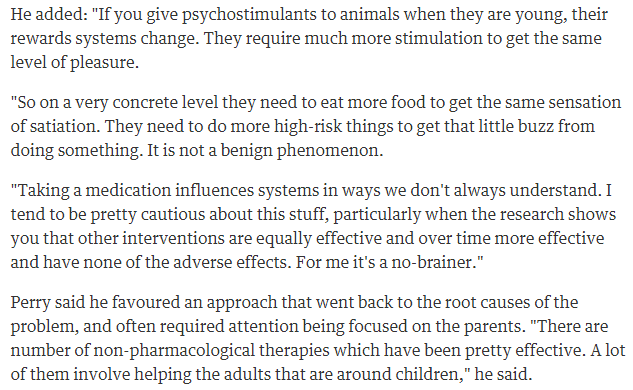 He added: "If you give psychostimulants to animals when they are young, their
rewards systems change. They require much more stimulation to get the same
level of pleasure.
"So on a very concrete level they need to eat more food to get the same sensation
of satiation. They need to do more high-risk things to get that little buzz from
doing something. It is not a benign phenomenon.
"Taking a medication influences systems in ways we don't always understand. I
tend to be pretty cautious about this stuff, particularly when the research shows
you that other interventions are equally effective and over time more effective
and have none of the adverse effects. For me it's a no-brainer."
Perry said he favoured an approach that went back to the root causes of the
problem, and often required attention being focused on the parents. "There are
number of non-pharmacological therapies which have been pretty effective. A lot
of them involve helping the adults that are around children," he said.